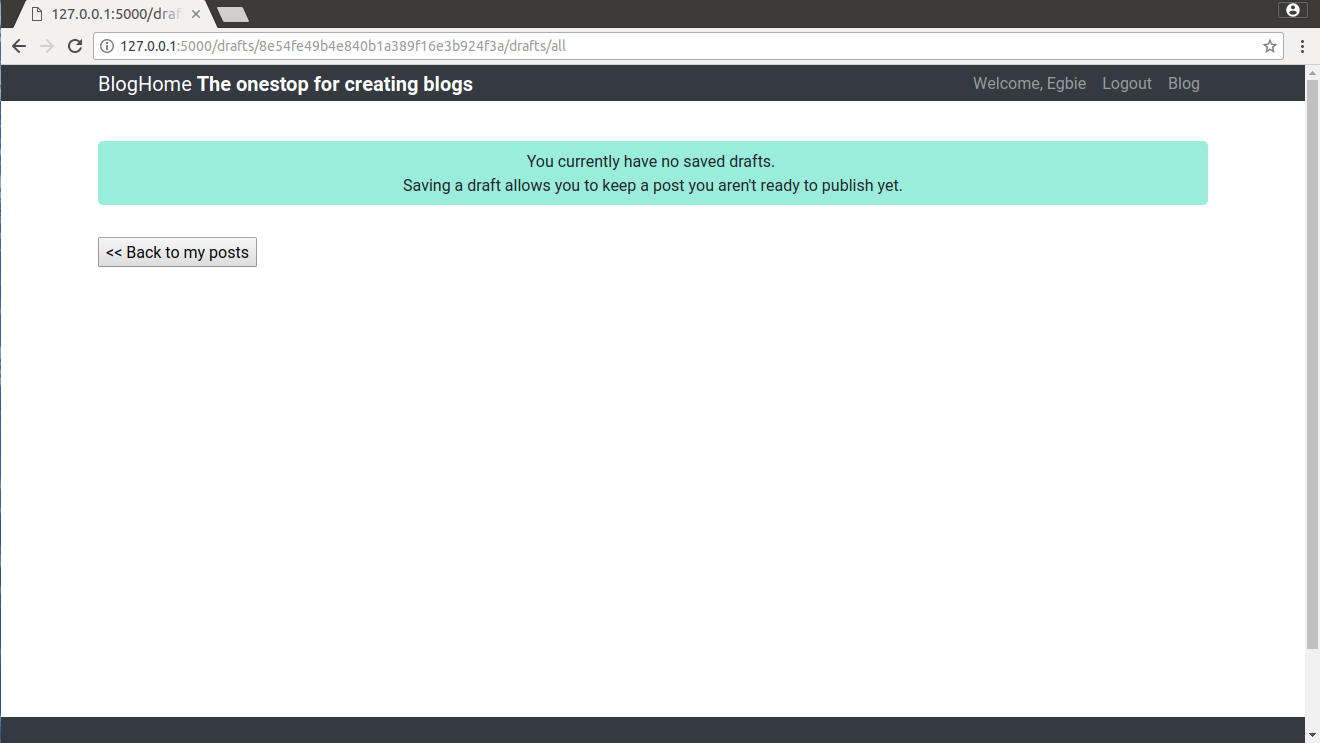 127.0.0.1:5000/draf
127.0.0.1:5000/drafts/8e54fe49b4e840b1a389f16e3b924f3a/drafts/all
BlogHome The onestop for creating blogs
Welcome, Egbie Logout Blog
You currently have no saved drafts.
Saving a draft allows you to keep a post you aren't ready to publish yet.
<< Back to my posts